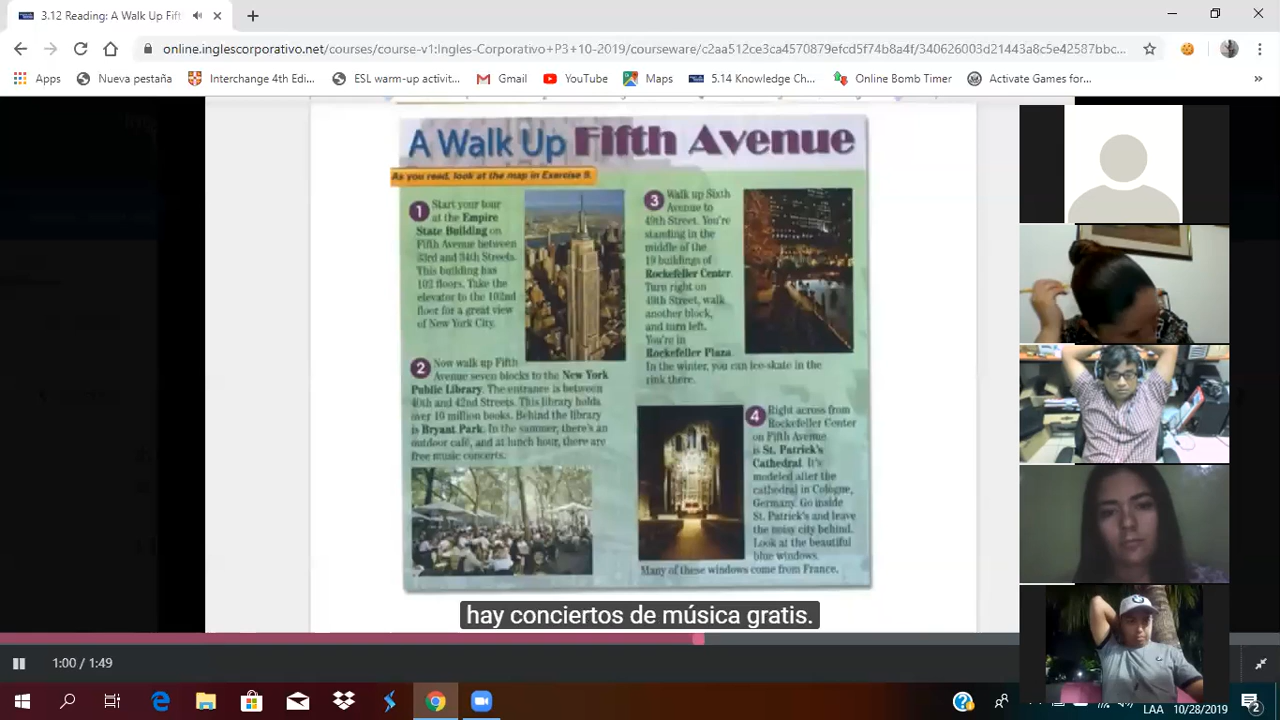 3.12 Reading: A Walk Up Fifth A
online.inglescorporativo.net/courses/course-v1:Ingles-Corporativo+P3+10-2019/courseware/c2a512ce3ca4570879efcd5f74b8a4f/340626003d21443a8c5e42587bbc...
Apps
Nueva pestaña
Interchange 4th Edi...
ESL warm-up activit...
Gmail
YouTube
Maps
5.14 Knowledge Ch...
Online Bomb Timer
Activate Games for...
A Walk Up Fifth Avenue
As you read, look at the map in Exercise 9.
1 Start your tour
at the Empire
State Building on
Fifth Avenue between
33rd and 34th Streets.
This building has
102 floors. Take the
elevator to the 102nd
floor for a great view
of New York City.
2 Now walk up Fifth
Avenue seven blocks to the New York
Public Library. The entrance is between
40th and 42nd Streets. This library holds
over 10 million books. Behind the library
is Bryant Park. In the summer, there's an
outdoor café, and at lunch hour, there are
free music concerts.
3 Walk up Sixth
Avenue to
49th Street. You're
standing in the
middle of the
19 buildings of
Rockefeller Center.
Turn right on
49th Street, walk
another block,
and turn left.
You're in
Rockefeller Plaza.
In the winter, you can ice-skate in the
rink there.
4 Right across from
Rockefeller Center
on Fifth Avenue
is St. Patrick's
Cathedral. It's
modeled after the
cathedral in Cologne,
Germany. Go inside
St. Patrick's and leave
the noisy city behind.
Look at the beautiful
blue windows.
Many of these windows come from France.
hay conciertos de música gratis.
1:00 / 1:49
LAA 10/28/2019
2